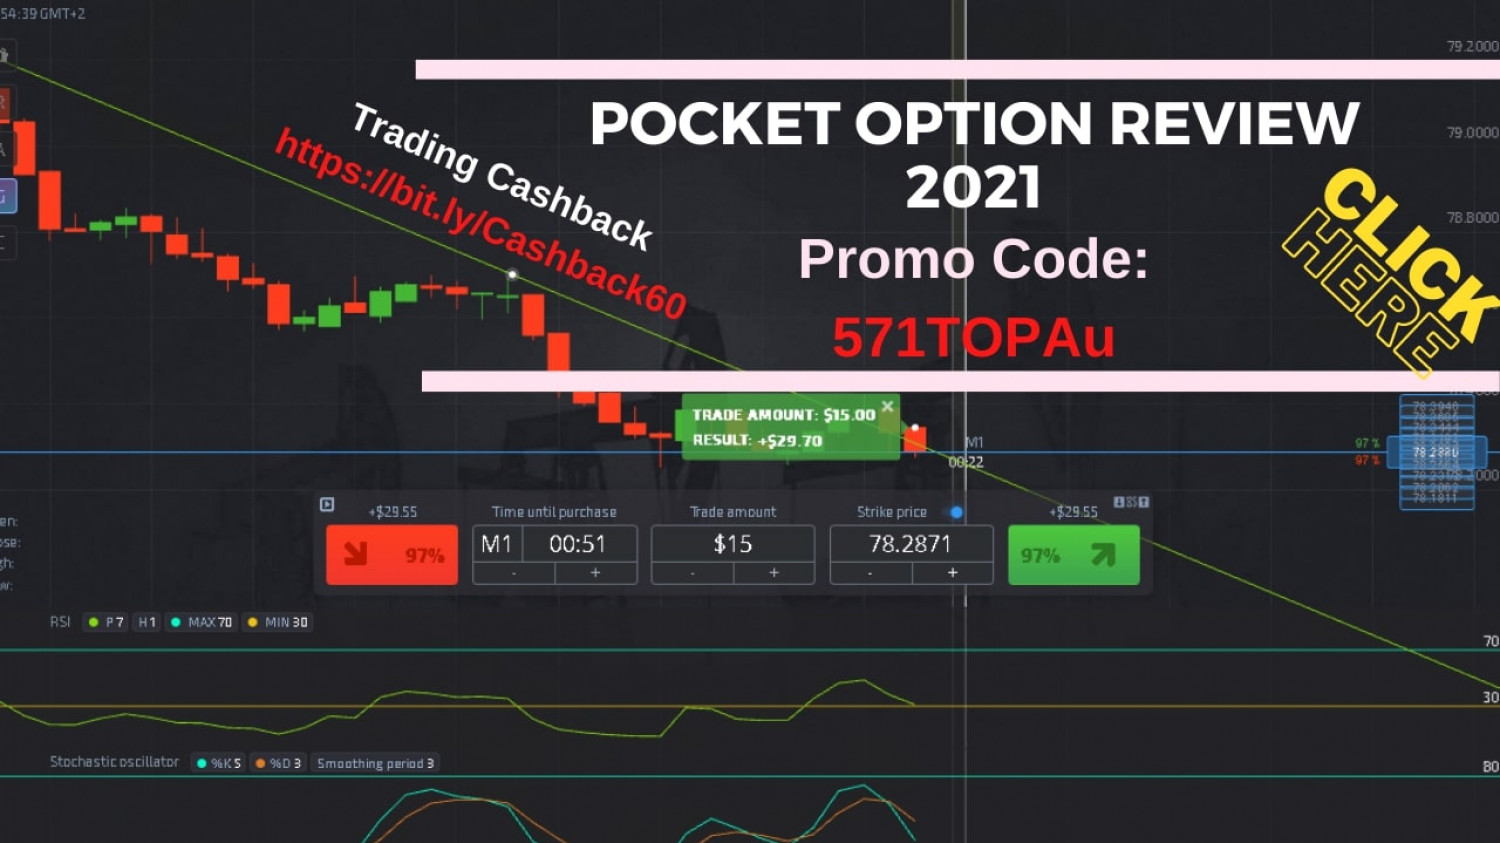 54:39 GMT+2
79.2000
POCKET OPTION REVIEW
2021
Promo Code:
571TOPAu
Trading Cashback
https://bit.ly/Cashback60
CLICK
HERE
79.0000
78.8000
TRADE AMOUNT: $15.00
RESULT: +$29.70
M1
00:22
97 %
97 %
78.2000
+$29.55
Time until purchase
Trade amount
Strike price
+$29.55
97%
M1
00:51
$15
78.2871
97%
- +
- +
- +
en:
ose:
gh:
w:
RSI P 7 H 1 MAX 70 MIN 30
70
30
Stochastic oscillator %K 5 %D 3 Smoothing period 3
80